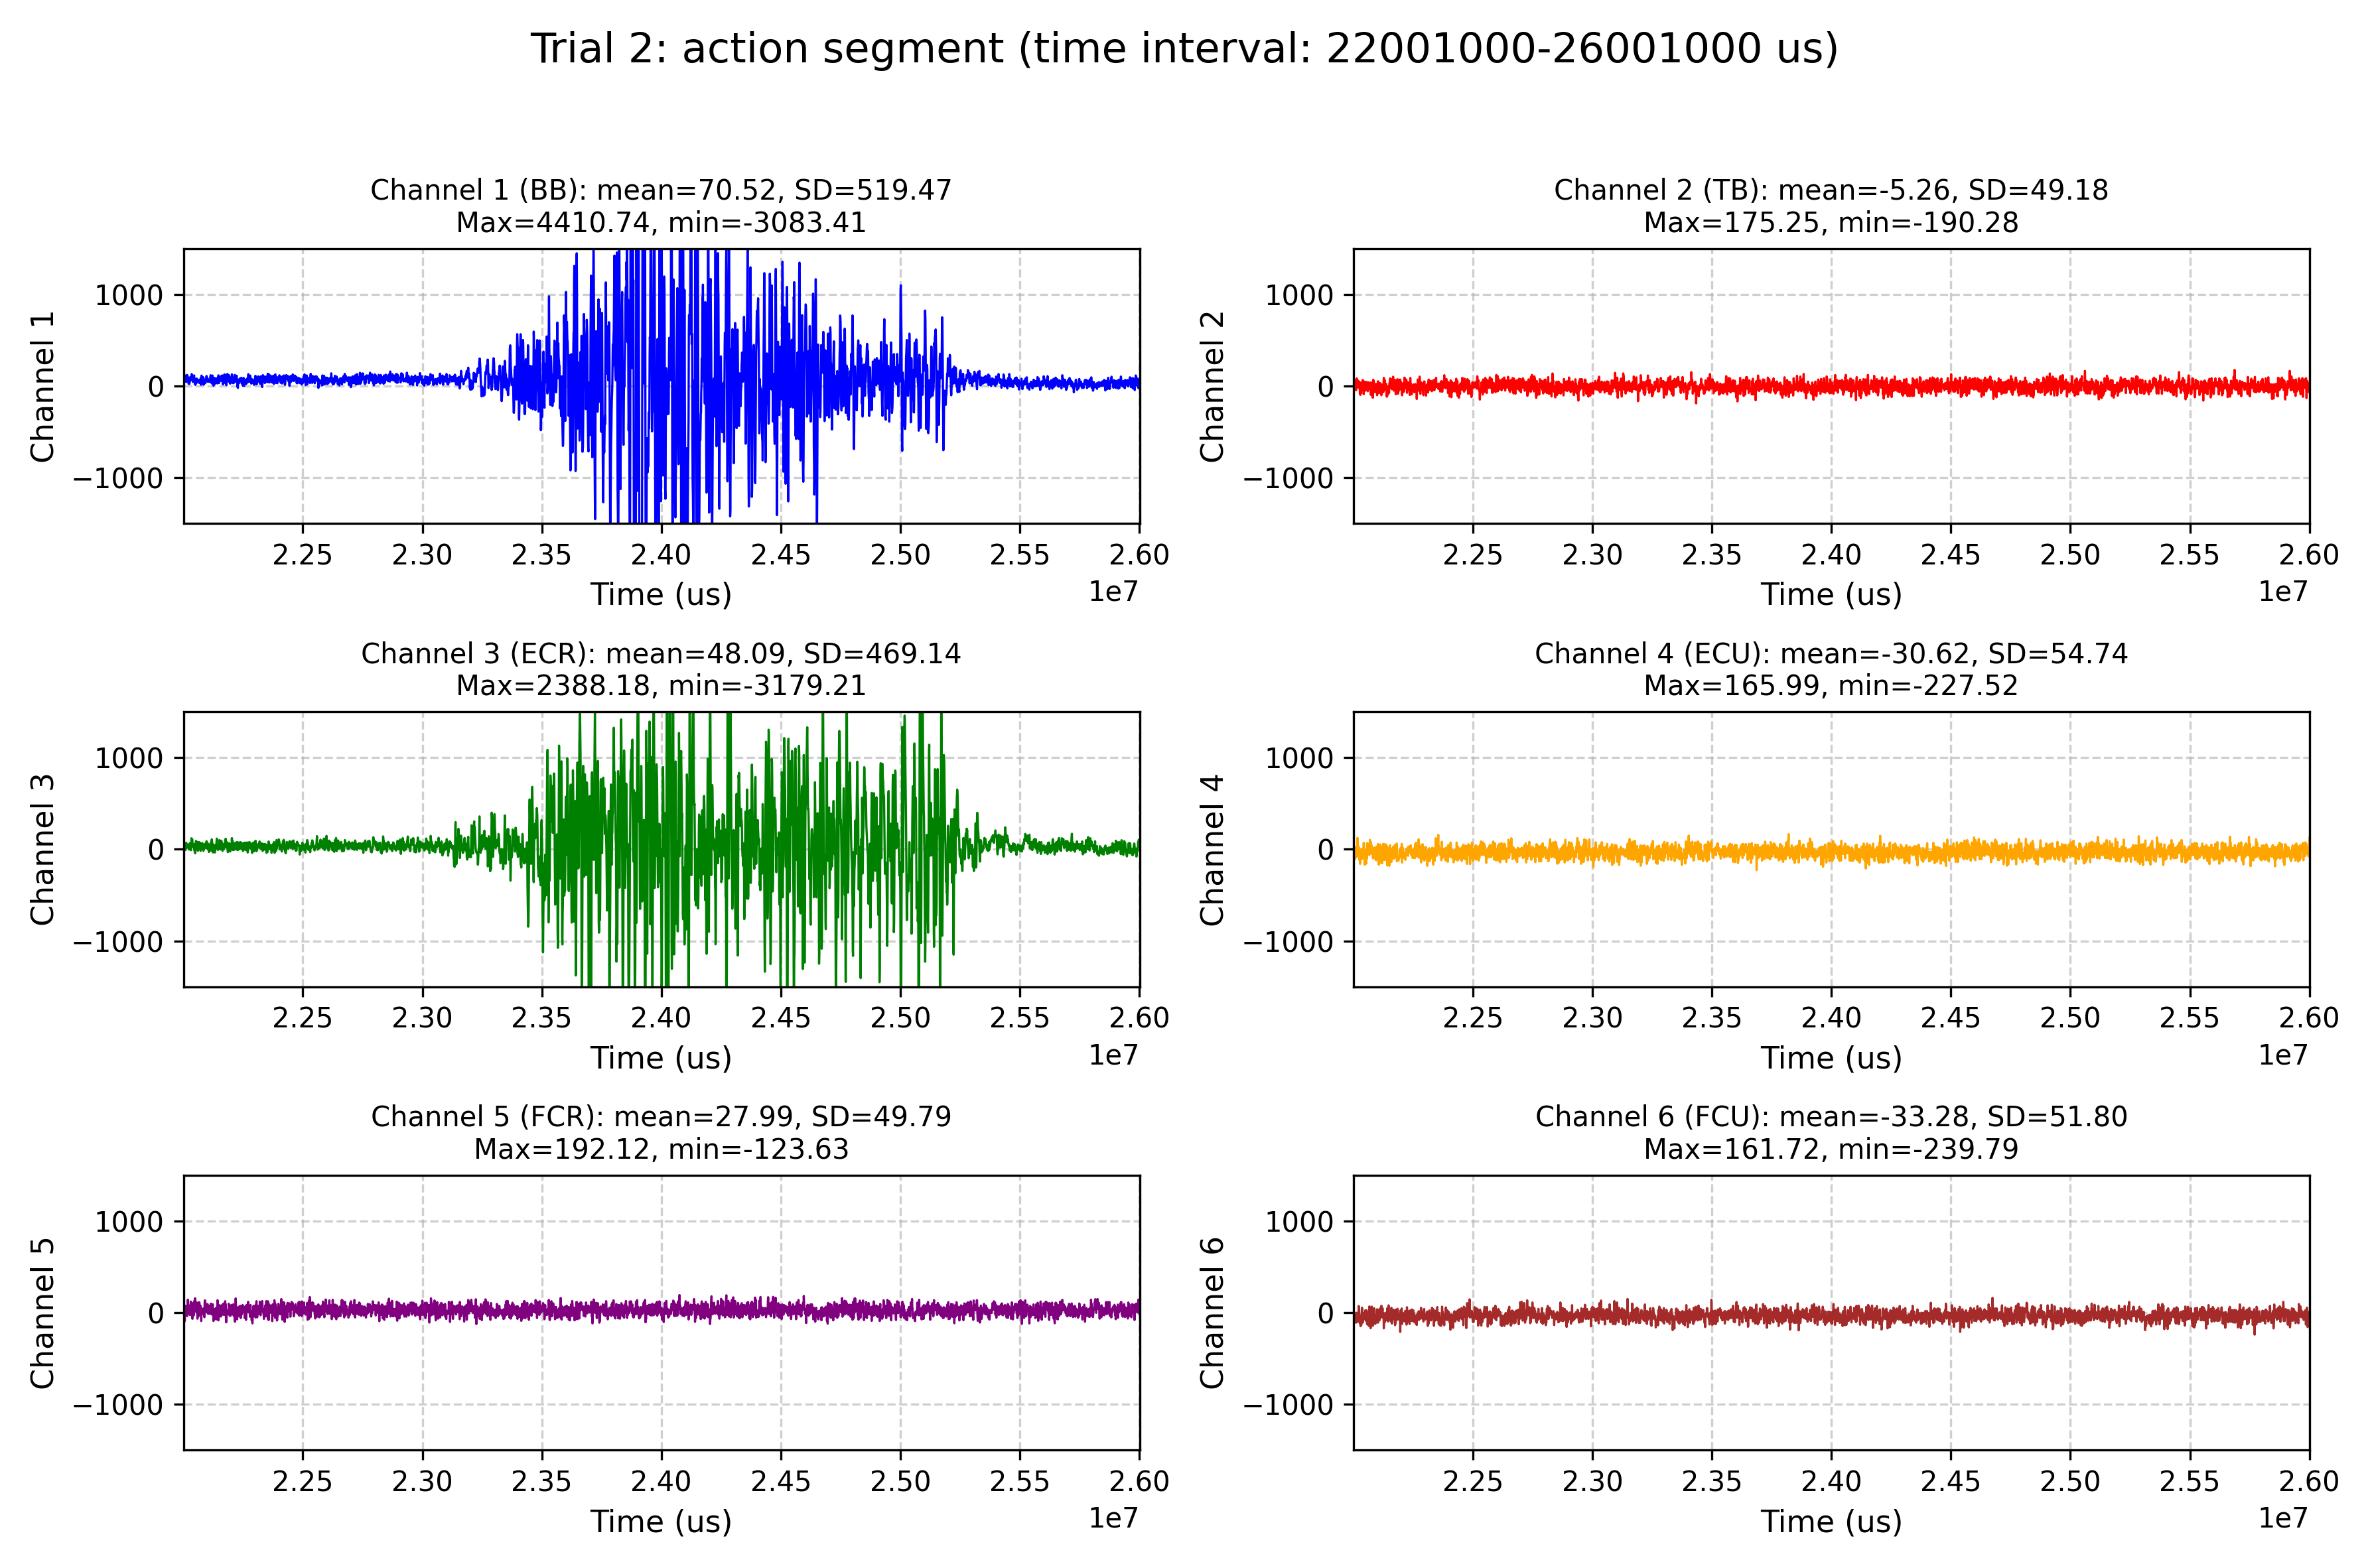 Trial 2: action segment (time interval: 22001000-26001000 us)
Channel 1 (BB): mean=70.52, SD=519.47
Max=4410.74, min=-3083.41
Channel 1
1000
0
−1000
2.25 2.30 2.35 2.40 2.45 2.50 2.55 2.60
1e7
Time (us)
Channel 2 (TB): mean=-5.26, SD=49.18
Max=175.25, min=-190.28
Channel 2
1000
0
−1000
2.25 2.30 2.35 2.40 2.45 2.50 2.55 2.60
1e7
Time (us)
Channel 3 (ECR): mean=48.09, SD=469.14
Max=2388.18, min=-3179.21
Channel 3
1000
0
−1000
2.25 2.30 2.35 2.40 2.45 2.50 2.55 2.60
1e7
Time (us)
Channel 4 (ECU): mean=-30.62, SD=54.74
Max=165.99, min=-227.52
Channel 4
1000
0
−1000
2.25 2.30 2.35 2.40 2.45 2.50 2.55 2.60
1e7
Time (us)
Channel 5 (FCR): mean=27.99, SD=49.79
Max=192.12, min=-123.63
Channel 5
1000
0
−1000
2.25 2.30 2.35 2.40 2.45 2.50 2.55 2.60
1e7
Time (us)
Channel 6 (FCU): mean=-33.28, SD=51.80
Max=161.72, min=-239.79
Channel 6
1000
0
−1000
2.25 2.30 2.35 2.40 2.45 2.50 2.55 2.60
1e7
Time (us)